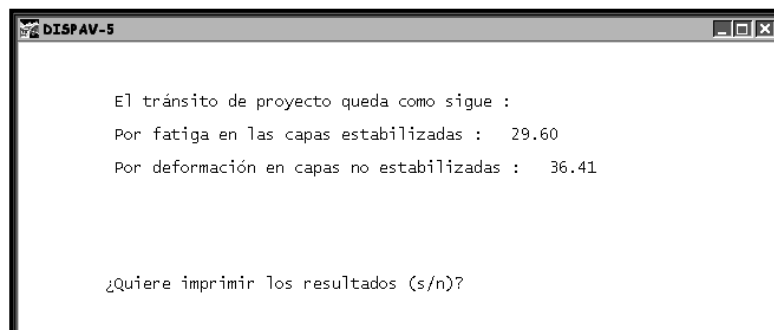 DISPAV-5
El tránsito de proyecto queda como sigue :
Por fatiga en las capas estabilizadas : 29.60
Por deformación en capas no estabilizadas : 36.41
¿Quiere imprimir los resultados (s/n)?